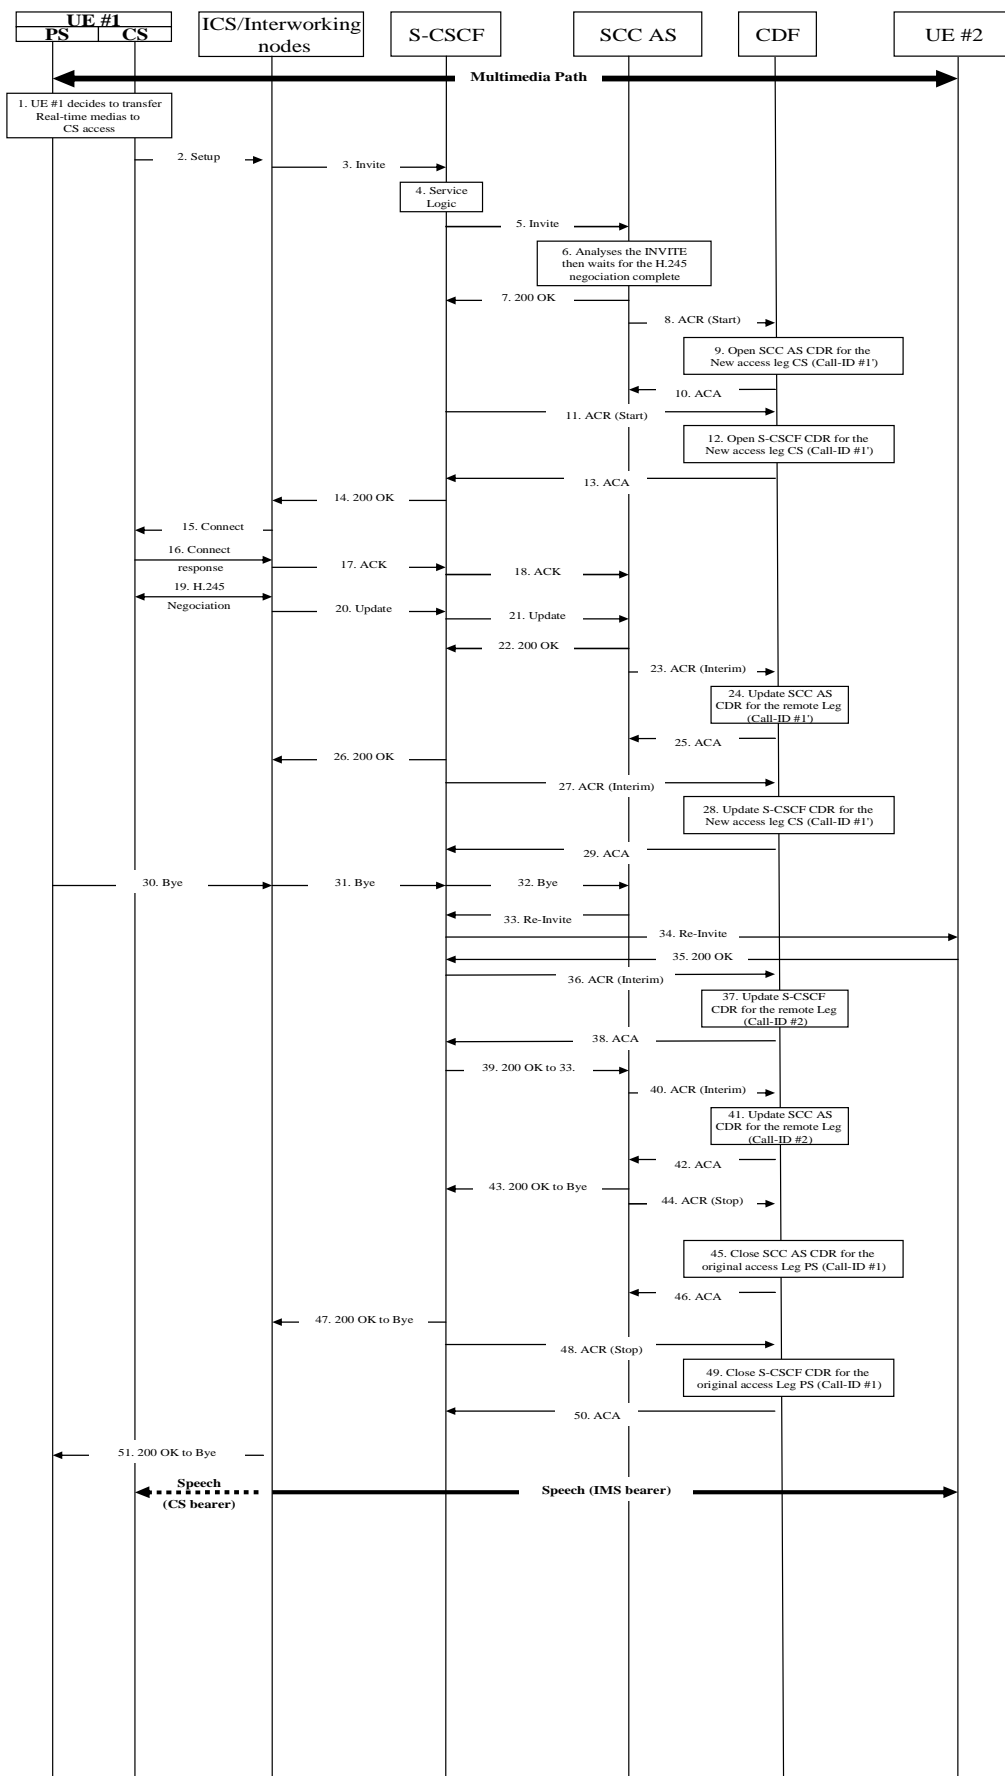 UE #1
PS
CS
ICS/Interworking
nodes
S-CSCF
SCC AS
CDF
UE #2
Multimedia Path
1. UE #1 decides to transfer
Real-time medias to
CS access
2. Setup
3. Invite
4. Service
Logic
5. Invite
6. Analyses the INVITE
then waits for the H.245
negociation complete
7. 200 OK
8. ACR (Start)
9. Open SCC AS CDR for the
New access leg CS (Call-ID #1')
10. ACA
11. ACR (Start)
12. Open S-CSCF CDR for the
New access leg CS (Call-ID #1')
13. ACA
14. 200 OK
15. Connect
16. Connect
response
17. ACK
18. ACK
19. H.245
Negociation
20. Update
21. Update
22. 200 OK
23. ACR (Interim)
24. Update SCC AS
CDR for the remote Leg
(Call-ID #1')
25. ACA
26. 200 OK
27. ACR (Interim)
28. Update S-CSCF CDR for the
New access leg CS (Call-ID #1')
29. ACA
30. Bye
31. Bye
32. Bye
33. Re-Invite
34. Re-Invite
35. 200 OK
36. ACR (Interim)
37. Update S-CSCF
CDR for the remote Leg
(Call-ID #2)
38. ACA
39. 200 OK to 33.
40. ACR (Interim)
41. Update SCC AS
CDR for the remote Leg
(Call-ID #2)
42. ACA
43. 200 OK to Bye
44. ACR (Stop)
45. Close SCC AS CDR for the
original access Leg PS (Call-ID #1)
46. ACA
47. 200 OK to Bye
48. ACR (Stop)
49. Close S-CSCF CDR for the
original access Leg PS (Call-ID #1)
50. ACA
51. 200 OK to Bye
Speech
(CS bearer)
Speech (IMS bearer)